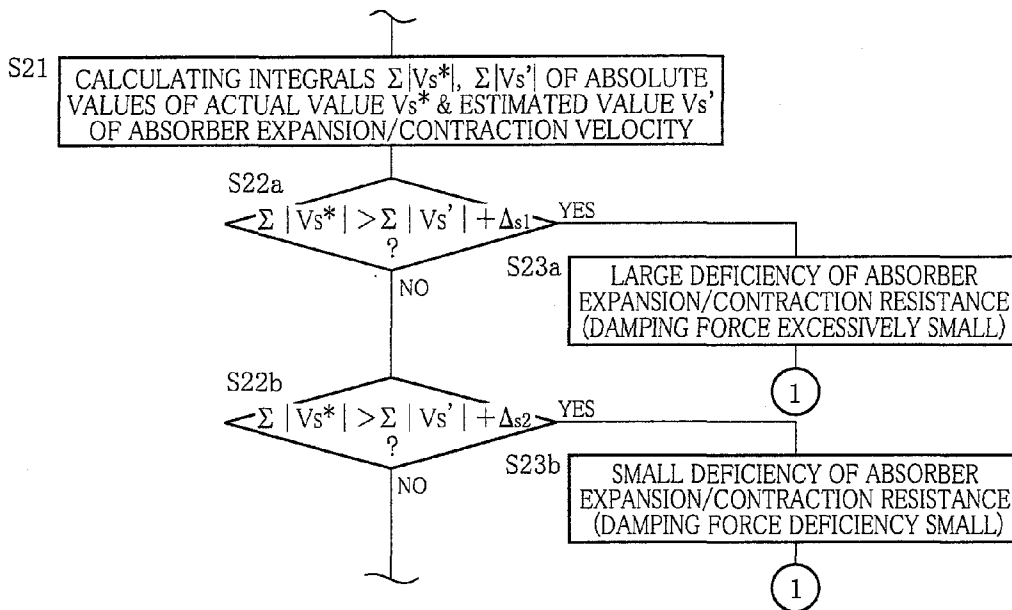 S21
CALCULATING INTEGRALS Σ|Vs*|, Σ|Vs'| OF ABSOLUTE
VALUES OF ACTUAL VALUE Vs* & ESTIMATED VALUE Vs'
OF ABSORBER EXPANSION/CONTRACTION VELOCITY
S22a
Σ | Vs* | > Σ | Vs' | + Δs1
?
YES
NO
S23a
LARGE DEFICIENCY OF ABSORBER
EXPANSION/CONTRACTION RESISTANCE
(DAMPING FORCE EXCESSIVELY SMALL)
1
S22b
Σ | Vs* | > Σ | Vs' | + Δs2
?
YES
NO
S23b
SMALL DEFICIENCY OF ABSORBER
EXPANSION/CONTRACTION RESISTANCE
(DAMPING FORCE DEFICIENCY SMALL)
1